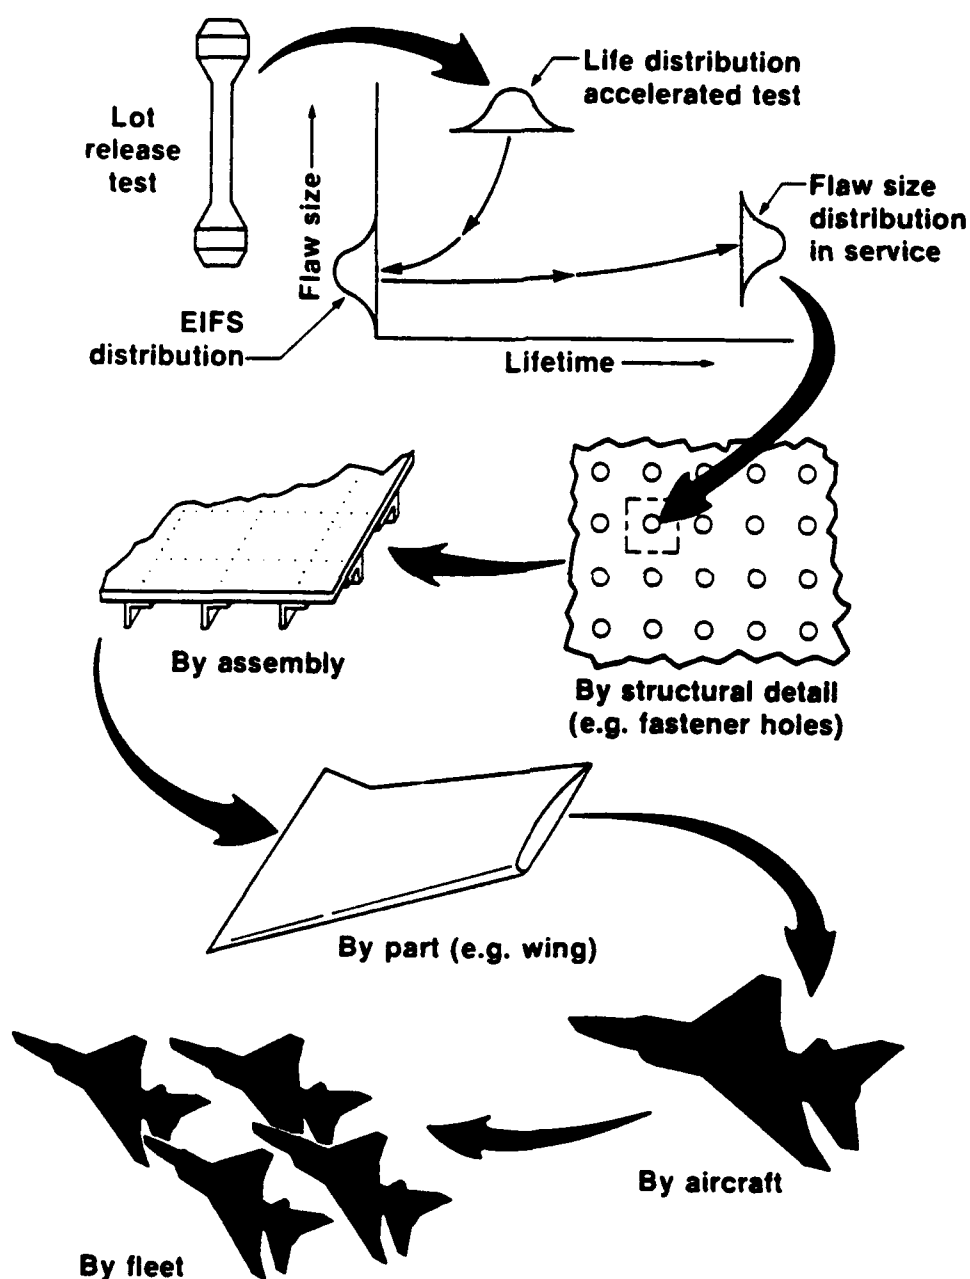 Life distribution
accelerated test
Lot
release
test
Flaw size
Flaw size
distribution
in service
EIFS
distribution
Lifetime
By assembly
By structural detail
(e.g. fastener holes)
By part (e.g. wing)
By aircraft
By fleet